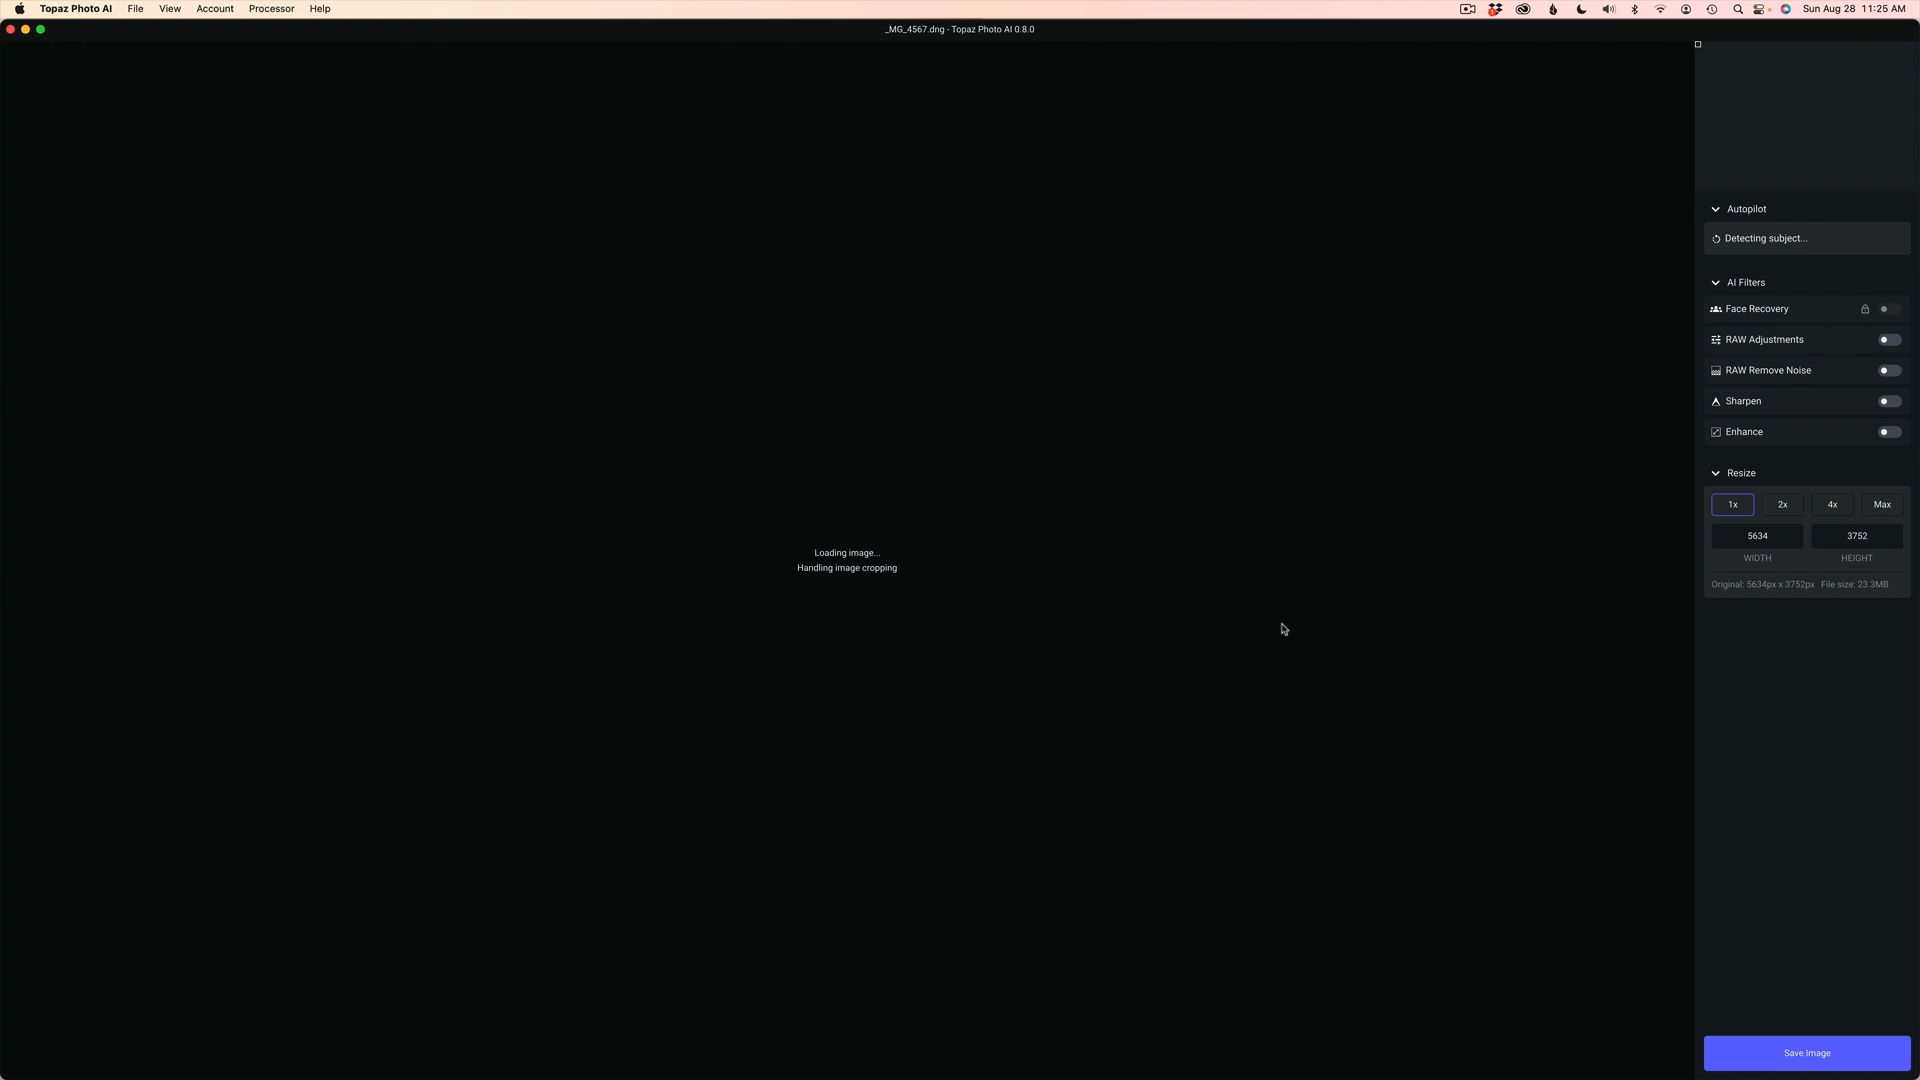 Topaz Photo AI File View Account Processor Help Sun Aug 28 11:25 AM
_MG_4567.dng - Topaz Photo AI 0.8.0
Autopilot
Detecting subject...
AI Filters
Face Recovery
RAW Adjustments
RAW Remove Noise
Sharpen
Enhance
Resize
1x 2x 4x Max
5634 3752
WIDTH HEIGHT
Original: 5634px x 3752px File size: 23.3MB
Loading image...
Handling image cropping
Save Image